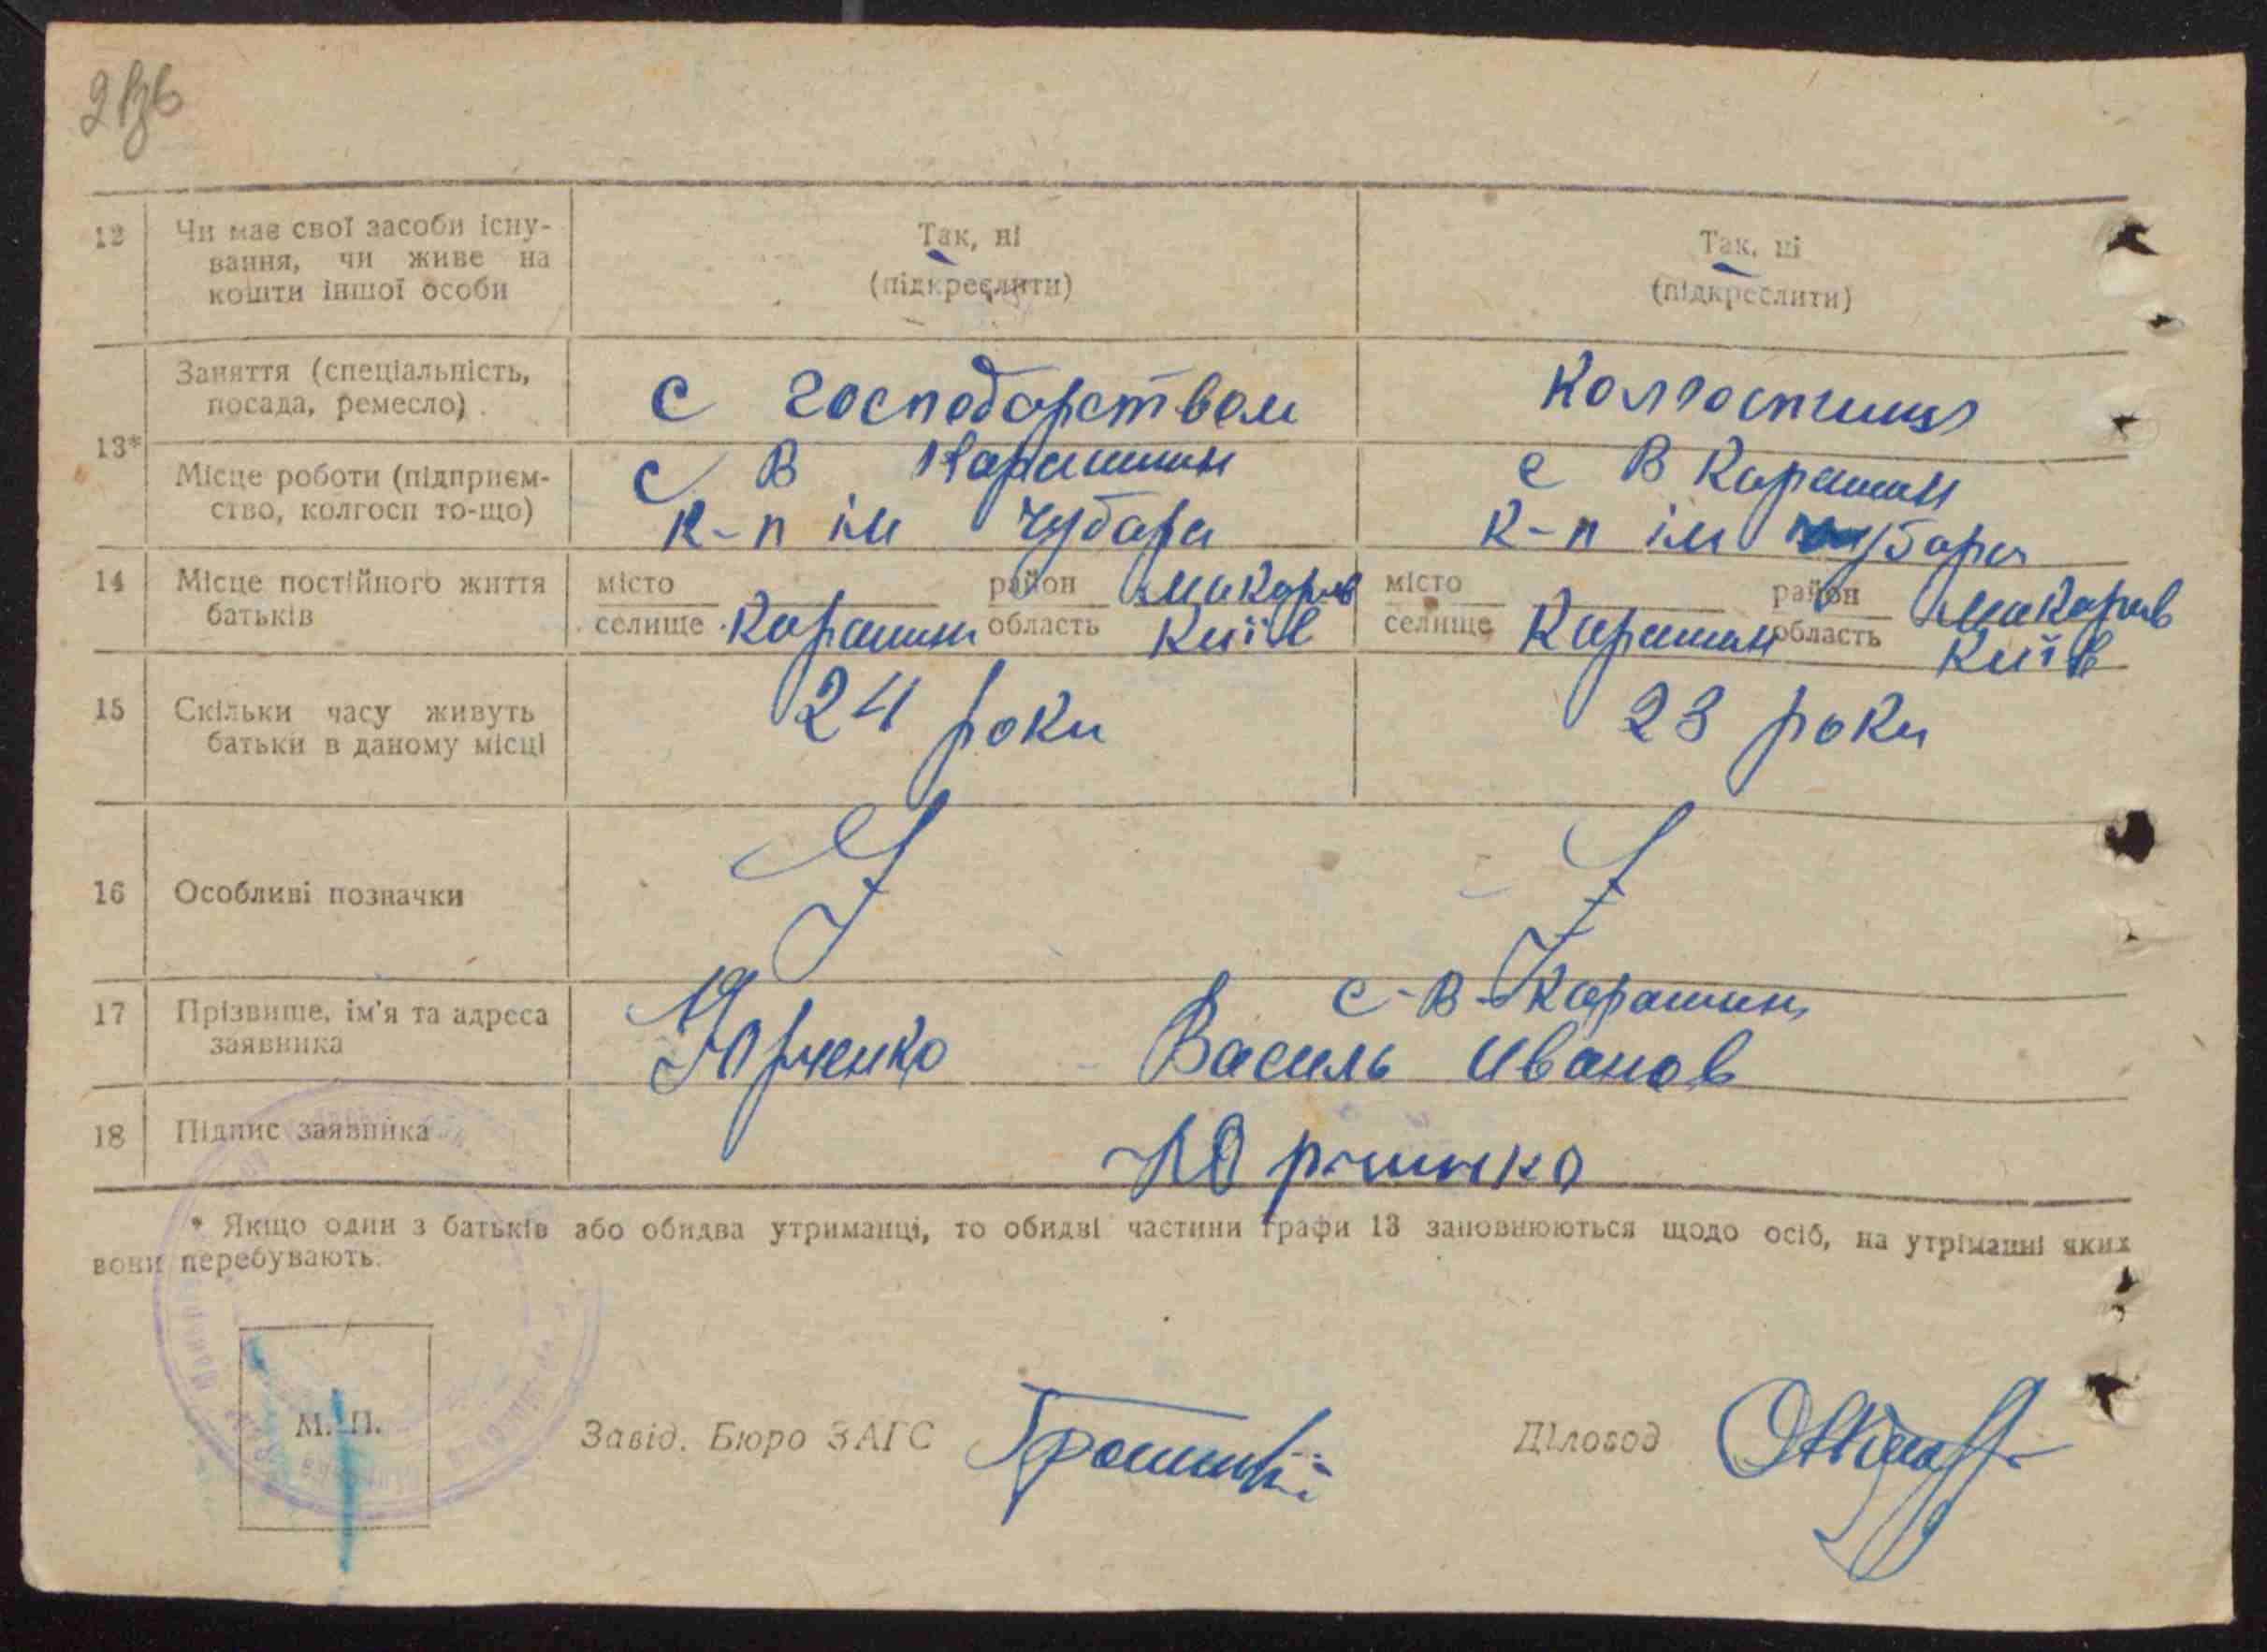 12 Чи має свої засоби існу- Так, ні Так, ні
вання, чи живе на (підкреслити) (підкреслити)
кошти іншої особи
13* Заняття (спеціальність, с господарством Колгоспниця
посада, ремесло)
Місце роботи (підприєм- с В Карашин с В Карашин
ство, колгосп то-що) к-п ім Чубаря к-п ім Чубаря
14 Місце постійного життя місто район Макарів місто район Макарів
батьків селище Карашин область Київ селище Карашин область Київ
15 Скільки часу живуть 24 роки 23 роки
батьки в даному місці
16 Особливі позначки
17 Прізвище, ім'я та адреса с-В-Карашин
заявника Юрченко Василь Иванов
18 Підпис заявника Юрченко
* Якщо один з батьків або обидва утриманці, то обидві частини графи 13 заповнюються щодо осіб, на утріманні яких
вони перебувають.
М. П. Завід. Бюро ЗАГС Діловод